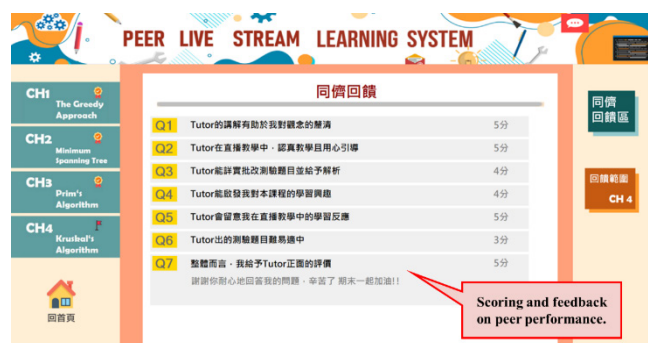 PEER LIVE STREAM LEARNING SYSTEM
CH1
The Greedy
Approach
CH2
Minimum
Spanning Tree
CH3
Prim's
Algorithm
CH4
Kruskal's
Algorithm
回首頁
同儕回饋
Q1 Tutor的講解有助於我對觀念的釐清 5分
Q2 Tutor在直播教學中，認真教學且用心引導 5分
Q3 Tutor能詳實批改測驗題目並給予解析 4分
Q4 Tutor能啟發我對本課程的學習興趣 4分
Q5 Tutor會留意我在直播教學中的學習反應 5分
Q6 Tutor出的測驗題目難易適中 3分
Q7 整體而言，我給予Tutor正面的評價 5分
謝謝你耐心地回答我的問題，辛苦了 期末一起加油!!
Scoring and feedback
on peer performance.
同儕
回饋區
回饋範圍
CH 4